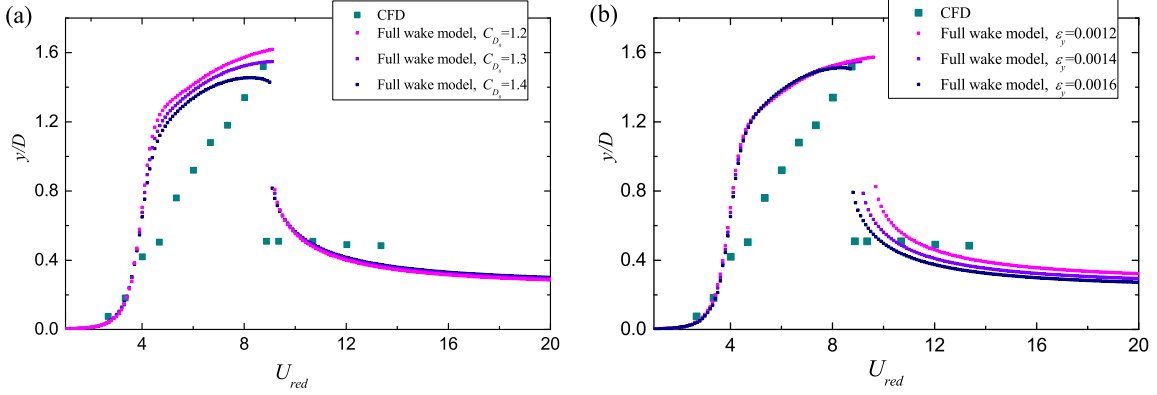 (a)
CFD
Full wake model, C_{D_s}=1.2
Full wake model, C_{D_s}=1.3
Full wake model, C_{D_s}=1.4
y/D
1.6
1.2
0.8
0.4
0.0
4 8 12 16 20
U_{red}
(b)
CFD
Full wake model, ε_y=0.0012
Full wake model, ε_y=0.0014
Full wake model, ε_y=0.0016
y/D
1.6
1.2
0.8
0.4
0.0
4 8 12 16 20
U_{red}